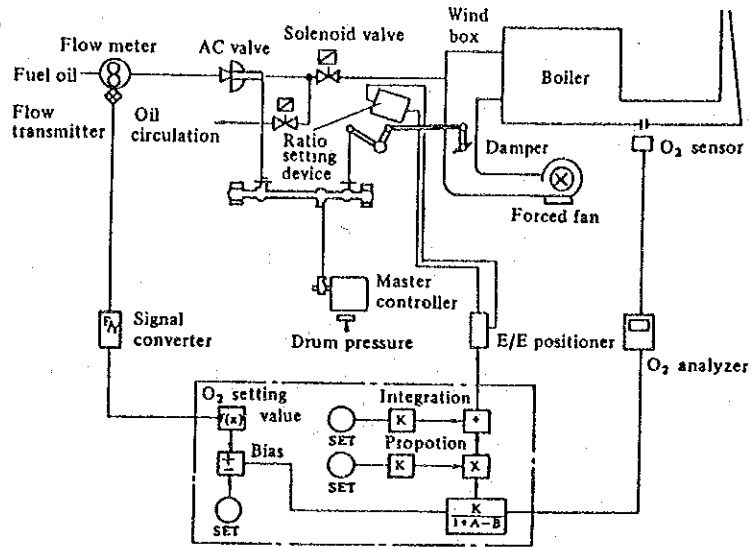 Flow meter
Fuel oil
Flow
transmitter
AC valve
Oil
circulation
Solenoid valve
Ratio
setting
device
Wind
box
Boiler
Damper
O₂ sensor
Forced fan
Master
controller
Drum pressure
Signal
converter
E/E positioner
O₂ analyzer
O₂ setting
value
f(x)
Bias
+
−
SET
Integration
K
+
SET
Propotion
K
X
SET
K
1+A−B